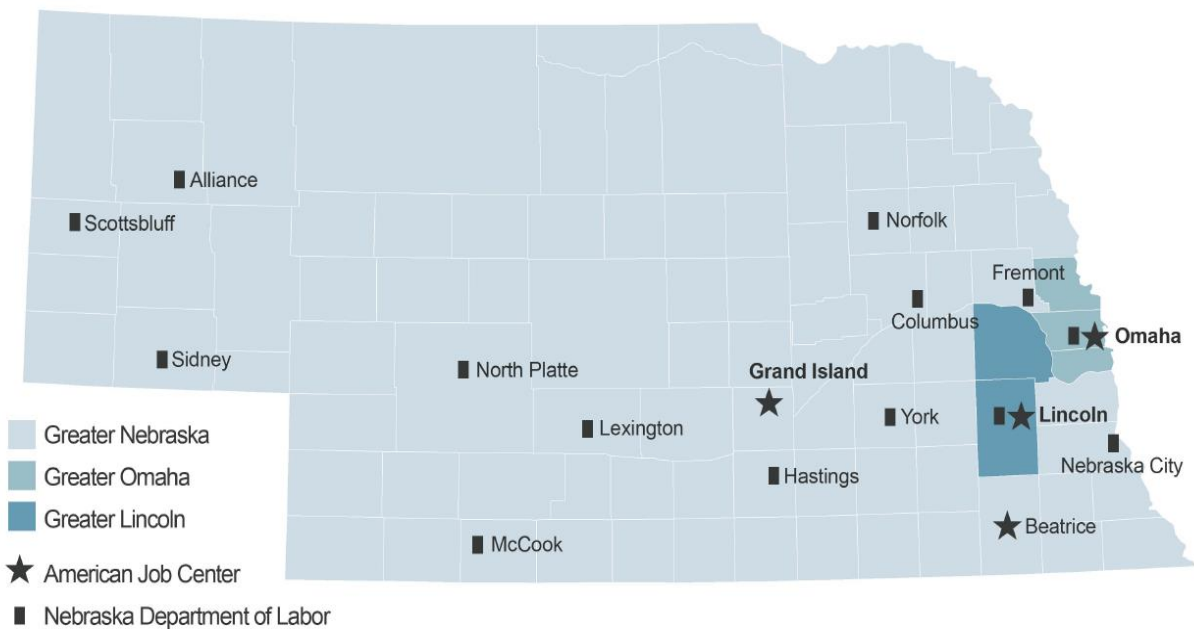 Alliance
Scottsbluff
Norfolk
Fremont
Columbus
Omaha
Sidney
North Platte
Grand Island
Lexington
York
Lincoln
Nebraska City
Hastings
Beatrice
McCook
Greater Nebraska
Greater Omaha
Greater Lincoln
American Job Center
Nebraska Department of Labor